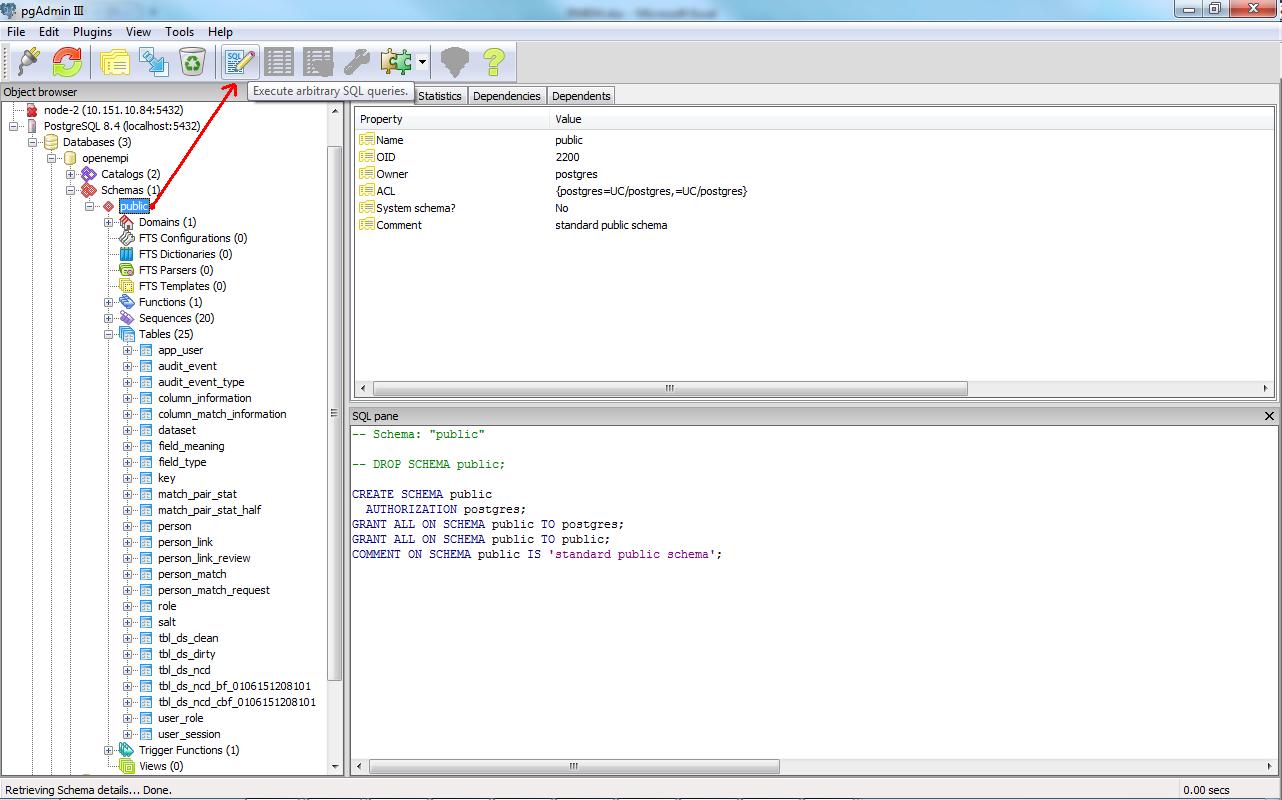 pgAdmin III
File Edit Plugins View Tools Help
SQL
Execute arbitrary SQL queries.
Object browser
Statistics Dependencies Dependents
node-2 (10.151.10.84:5432)
PostgreSQL 8.4 (localhost:5432)
Databases (3)
openempi
Catalogs (2)
Schemas (1)
public
Domains (1)
FTS Configurations (0)
FTS Dictionaries (0)
FTS Parsers (0)
FTS Templates (0)
Functions (1)
Sequences (20)
Tables (25)
app_user
audit_event
audit_event_type
column_information
column_match_information
dataset
field_meaning
field_type
key
match_pair_stat
match_pair_stat_half
person
person_link
person_link_review
person_match
person_match_request
role
salt
tbl_ds_clean
tbl_ds_dirty
tbl_ds_ncd
tbl_ds_ncd_bf_0106151208101
tbl_ds_ncd_cbf_0106151208101
user_role
user_session
Trigger Functions (1)
Views (0)
Property Value
Name public
OID 2200
Owner postgres
ACL {postgres=UC/postgres,=UC/postgres}
System schema? No
Comment standard public schema
SQL pane
-- Schema: "public"
-- DROP SCHEMA public;
CREATE SCHEMA public
AUTHORIZATION postgres;
GRANT ALL ON SCHEMA public TO postgres;
GRANT ALL ON SCHEMA public TO public;
COMMENT ON SCHEMA public IS 'standard public schema';
Retrieving Schema details... Done.
0.00 secs